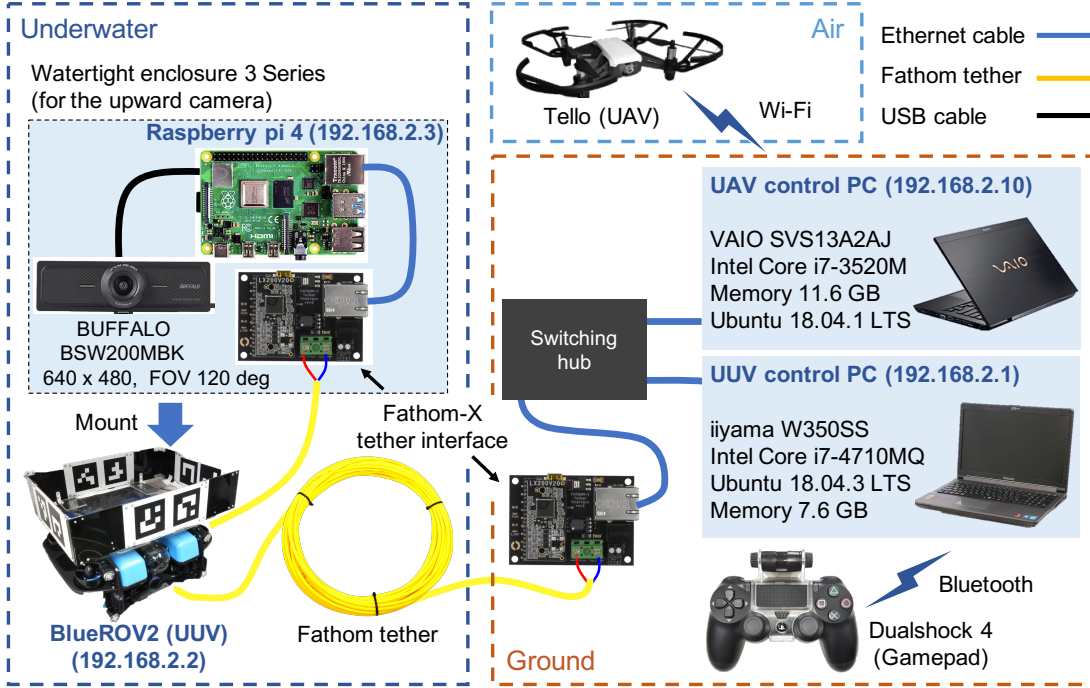 Underwater
Watertight enclosure 3 Series
(for the upward camera)
Raspberry pi 4 (192.168.2.3)
HDMI
BUFFALO
LX200V20
BUFFALO
BSW200MBK
640 x 480, FOV 120 deg
Mount
Fathom-X
tether interface
BlueROV2 (UUV)
(192.168.2.2)
Fathom tether
Air
Tello (UAV)
Wi-Fi
Ethernet cable
Fathom tether
USB cable
UAV control PC (192.168.2.10)
VAIO SVS13A2AJ
Intel Core i7-3520M
Memory 11.6 GB
Ubuntu 18.04.1 LTS
VAIO
Switching
hub
UUV control PC (192.168.2.1)
iiyama W350SS
Intel Core i7-4710MQ
Ubuntu 18.04.3 LTS
Memory 7.6 GB
LX200V20
Bluetooth
Dualshock 4
(Gamepad)
Ground